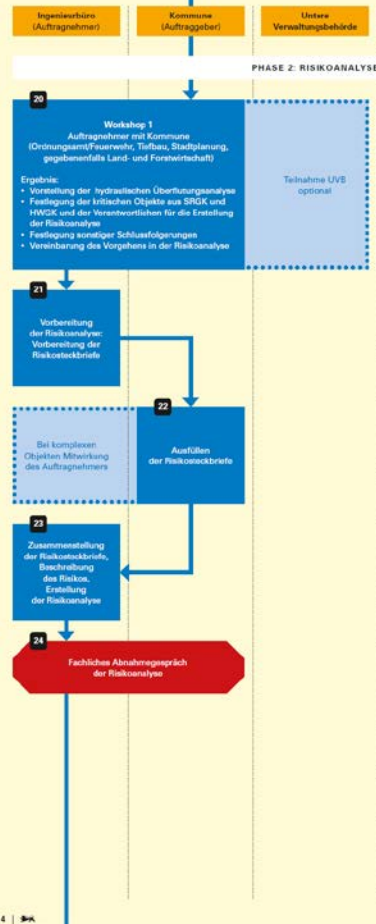 Ingenieurbüro
(Auftragnehmer)
Kommune
(Auftraggeber)
Untere
Verwaltungsbehörde
PHASE 2: RISIKOANALYSE
20
Workshop 1
Auftragnehmer mit Kommune
(Ordnungsamt/Feuerwehr, Tiefbau, Stadtplanung,
gegebenenfalls Land- und Forstwirtschaft)
Ergebnis:
• Vorstellung der hydraulischen Überflutungsanalyse
• Festlegung der kritischen Objekte aus SRGK und
HWGK und der Verantwortlichen für die Erstellung
der Risikoanalyse
• Festlegung sonstiger Schlussfolgerungen
• Vereinbarung des Vorgehens in der Risikoanalyse
Teilnahme UVB
optional
21
Vorbereitung
der Risikoanalyse:
Vorbereitung der
Risikosteckbriefe
22
Ausfüllen
der Risikosteckbriefe
Bei komplexen
Objekten Mitwirkung
des Auftragnehmers
23
Zusammenstellung
der Risikosteckbriefe,
Beschreibung
des Risikos,
Erstellung
der Risikoanalyse
24
Fachliches Abnahmegespräch
der Risikoanalyse
4 |